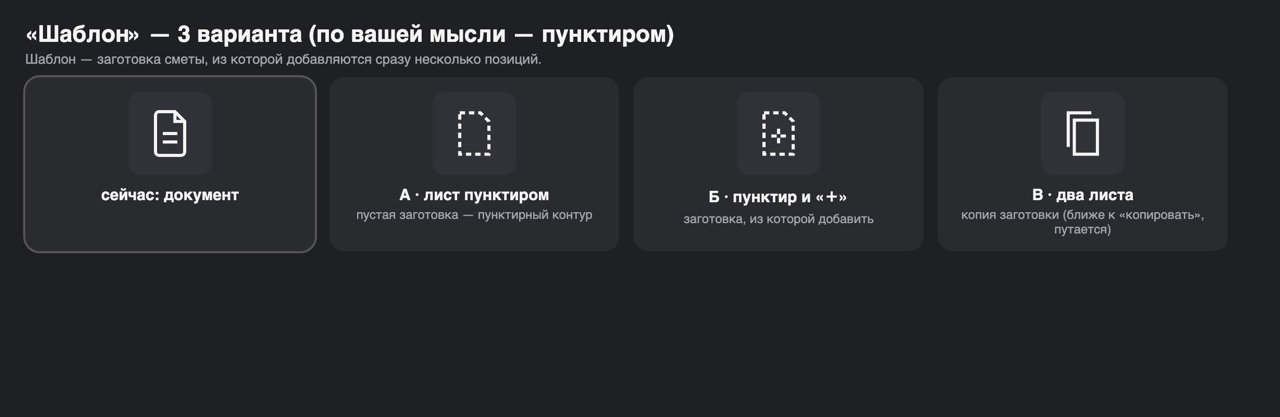 «Шаблон» — 3 варианта (по вашей мысли — пунктиром)
Шаблон — заготовка сметы, из которой добавляются сразу несколько позиций.
сейчас: документ
А · лист пунктиром
пустая заготовка — пунктирный контур
Б · пунктир и «+»
заготовка, из которой добавить
В · два листа
копия заготовки (ближе к «копировать»,
путается)